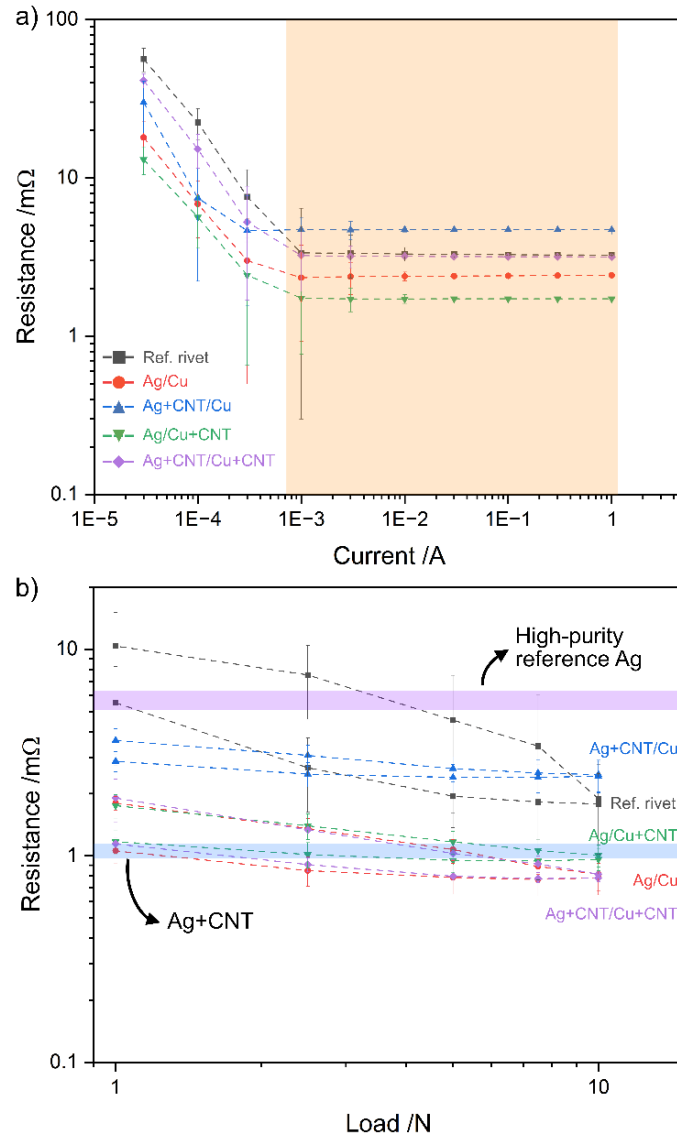 a)
100
10
1
0.1
Resistance /mΩ
Ref. rivet
Ag/Cu
Ag+CNT/Cu
Ag/Cu+CNT
Ag+CNT/Cu+CNT
1E-5 1E-4 1E-3 1E-2 1E-1 1
Current /A
b)
10
1
0.1
Resistance /mΩ
High-purity
reference Ag
Ag+CNT/Cu
Ref. rivet
Ag/Cu+CNT
Ag/Cu
Ag+CNT/Cu+CNT
Ag+CNT
1 10
Load /N